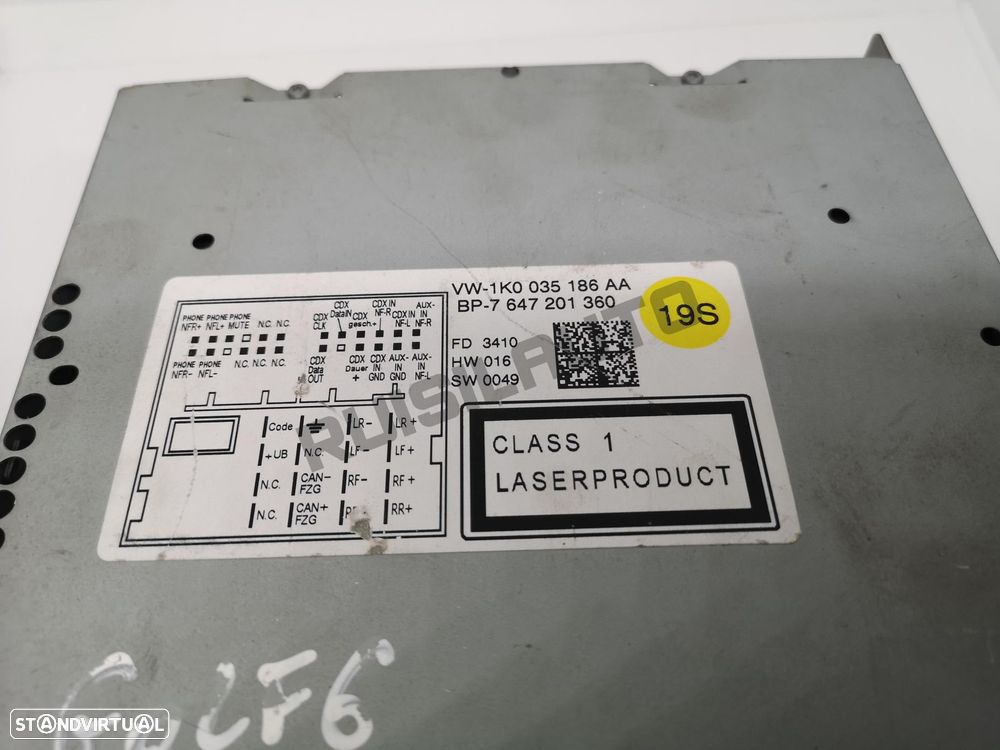 VW-1K0 035 186 AA
BP-7 647 201 360
19S
FD 3410
HW 016
SW 0049
CLASS 1
LASERPRODUCT
PHONE PHONE PHONE
NFR+ NFL+ MUTE N.C. N.C.
PHONE PHONE
NFR- NFL- N.C. N.C. N.C.
CDX CDX IN AUX-
CDX DataIN CDX NF-R CDX IN IN
CLK gesch.+ NF-L NF-R
CDX CDX CDX AUX- AUX-
Data Dauer IN IN IN
OUT + GND GND NF-L
Code LR- LR+
+UB N.C. LF- LF+
N.C. CAN- FZG RF- RF+
N.C. CAN+ FZG RR+
RUISILAUTO
GOLF6
STANDVIRTUAL